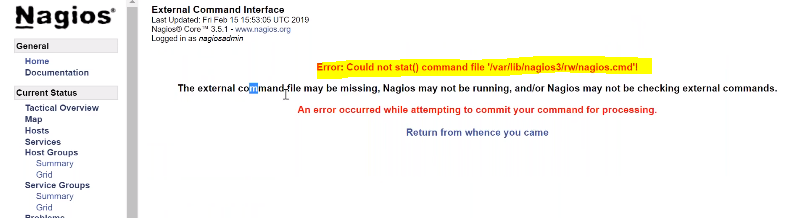 Nagios®
General
Home
Documentation
Current Status
Tactical Overview
Map
Hosts
Services
Host Groups
Summary
Grid
Service Groups
Summary
Grid
Problems
External Command Interface
Last Updated: Fri Feb 15 15:53:05 UTC 2019
Nagios® Core™ 3.5.1 - www.nagios.org
Logged in as nagiosadmin
Error: Could not stat() command file '/var/lib/nagios3/rw/nagios.cmd'!
The external command file may be missing, Nagios may not be running, and/or Nagios may not be checking external commands.
An error occurred while attempting to commit your command for processing.
Return from whence you came